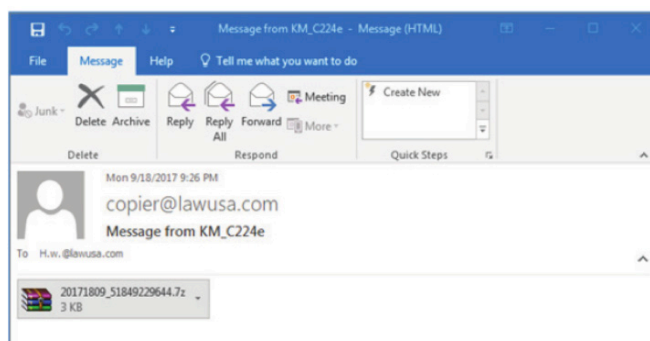 Message from KM_C224e - Message (HTML)
File Message Help Tell me what you want to do
Junk
Delete Archive Reply Reply All Forward Meeting More Create New
Delete Respond Quick Steps
Mon 9/18/2017 9:26 PM
copier@lawusa.com
Message from KM_C224e
To H.w. @lawusa.com
20171809_51849229644.7z
3 KB